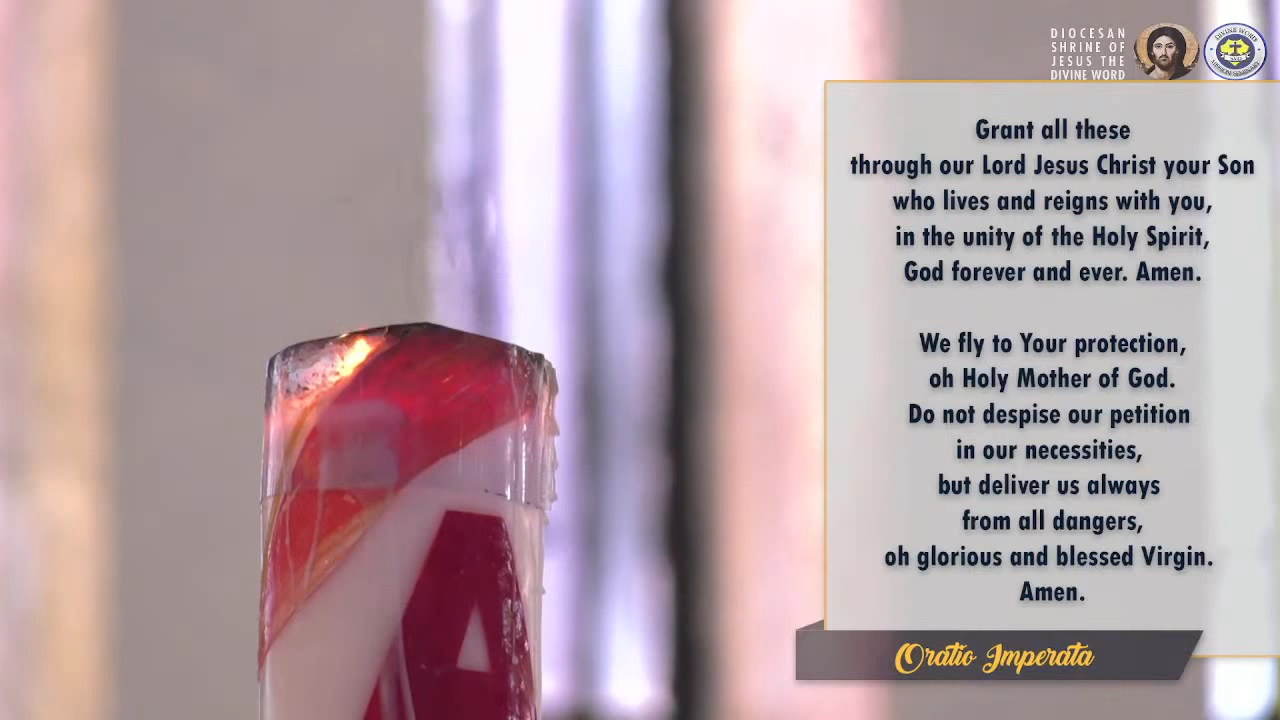 DIOCESAN
SHRINE OF
JESUS THE
DIVINE WORD
DIVINE WORD
Grant all these
through our Lord Jesus Christ your Son
who lives and reigns with you,
in the unity of the Holy Spirit,
God forever and ever. Amen.
We fly to Your protection,
oh Holy Mother of God.
Do not despise our petition
in our necessities,
but deliver us always
from all dangers,
oh glorious and blessed Virgin.
Amen.
A
Oratio Imperata